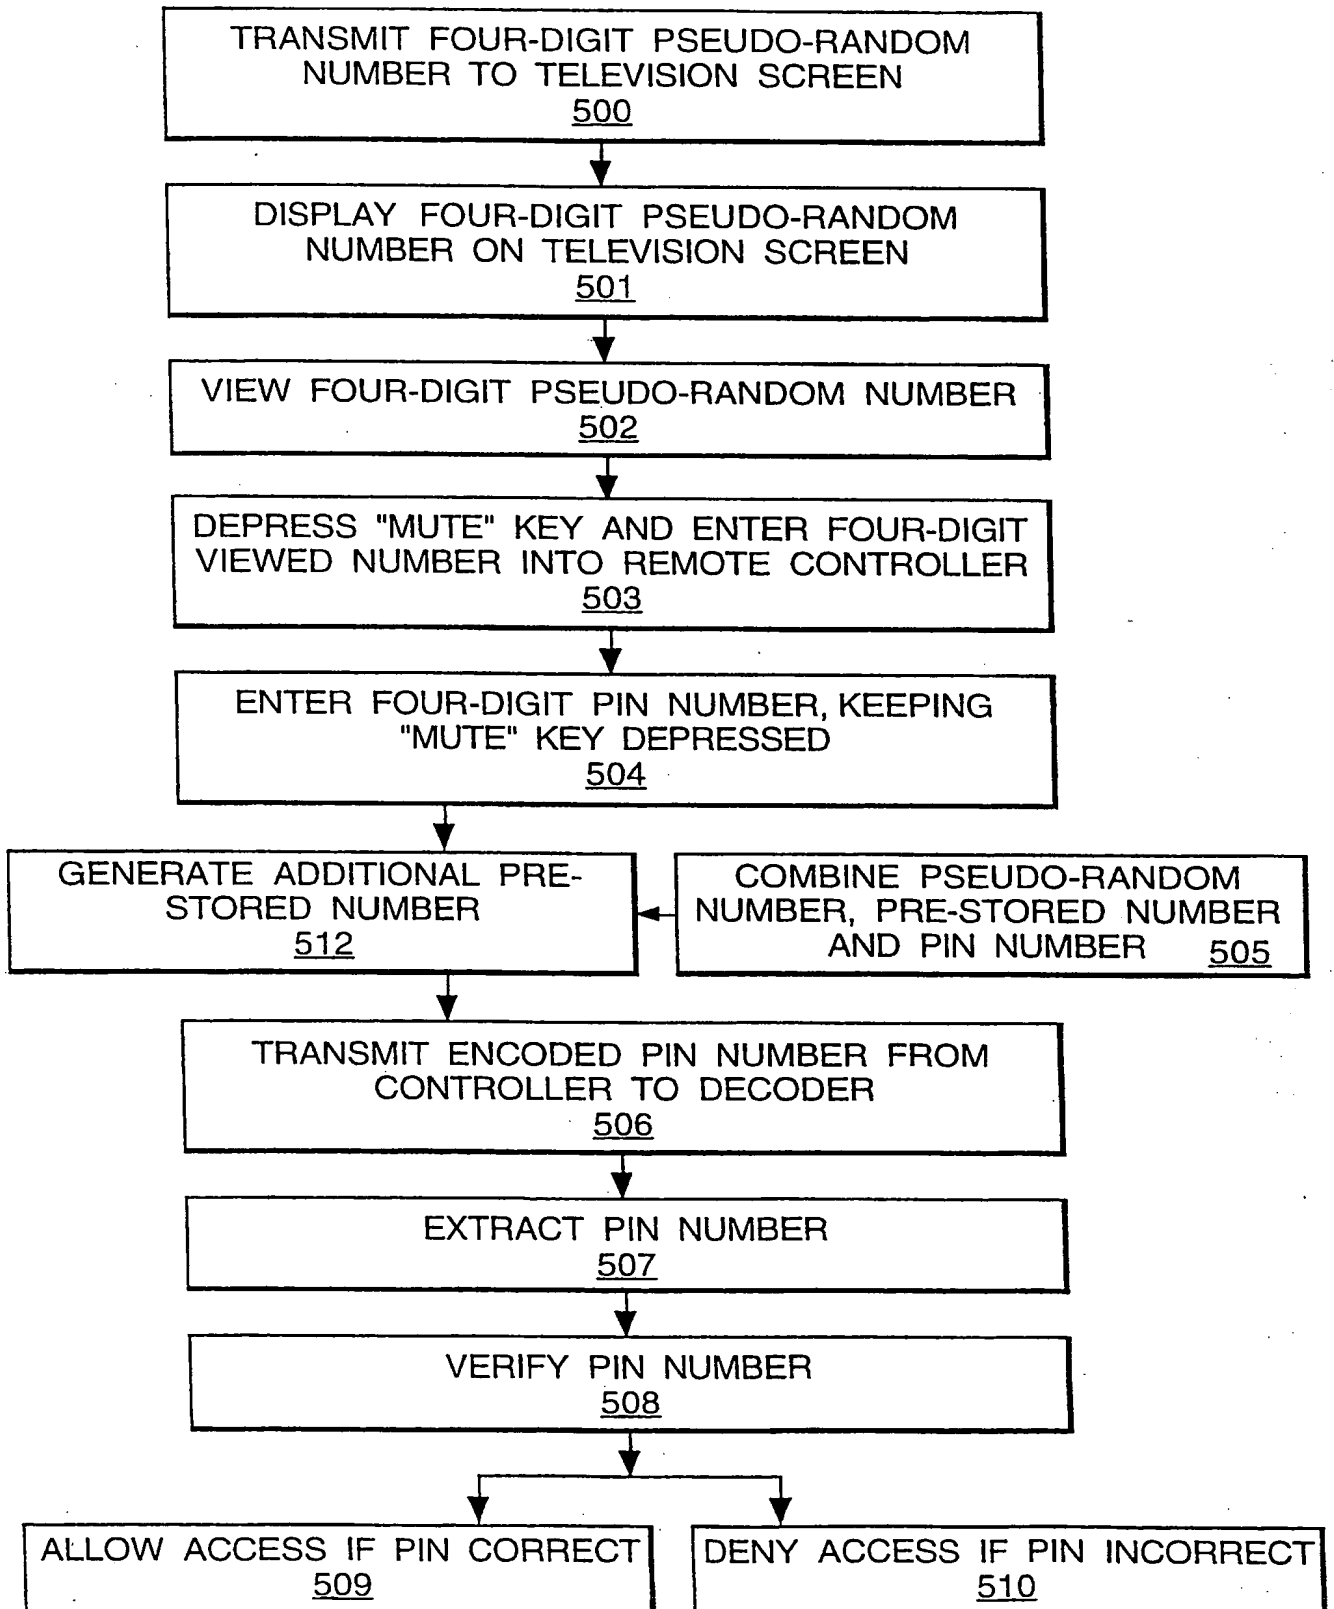 TRANSMIT FOUR-DIGIT PSEUDO-RANDOM
NUMBER TO TELEVISION SCREEN
500
DISPLAY FOUR-DIGIT PSEUDO-RANDOM
NUMBER ON TELEVISION SCREEN
501
VIEW FOUR-DIGIT PSEUDO-RANDOM NUMBER
502
DEPRESS "MUTE" KEY AND ENTER FOUR-DIGIT
VIEWED NUMBER INTO REMOTE CONTROLLER
503
ENTER FOUR-DIGIT PIN NUMBER, KEEPING
"MUTE" KEY DEPRESSED
504
GENERATE ADDITIONAL PRE-
STORED NUMBER
512
COMBINE PSEUDO-RANDOM
NUMBER, PRE-STORED NUMBER
AND PIN NUMBER 505
TRANSMIT ENCODED PIN NUMBER FROM
CONTROLLER TO DECODER
506
EXTRACT PIN NUMBER
507
VERIFY PIN NUMBER
508
ALLOW ACCESS IF PIN CORRECT
509
DENY ACCESS IF PIN INCORRECT
510